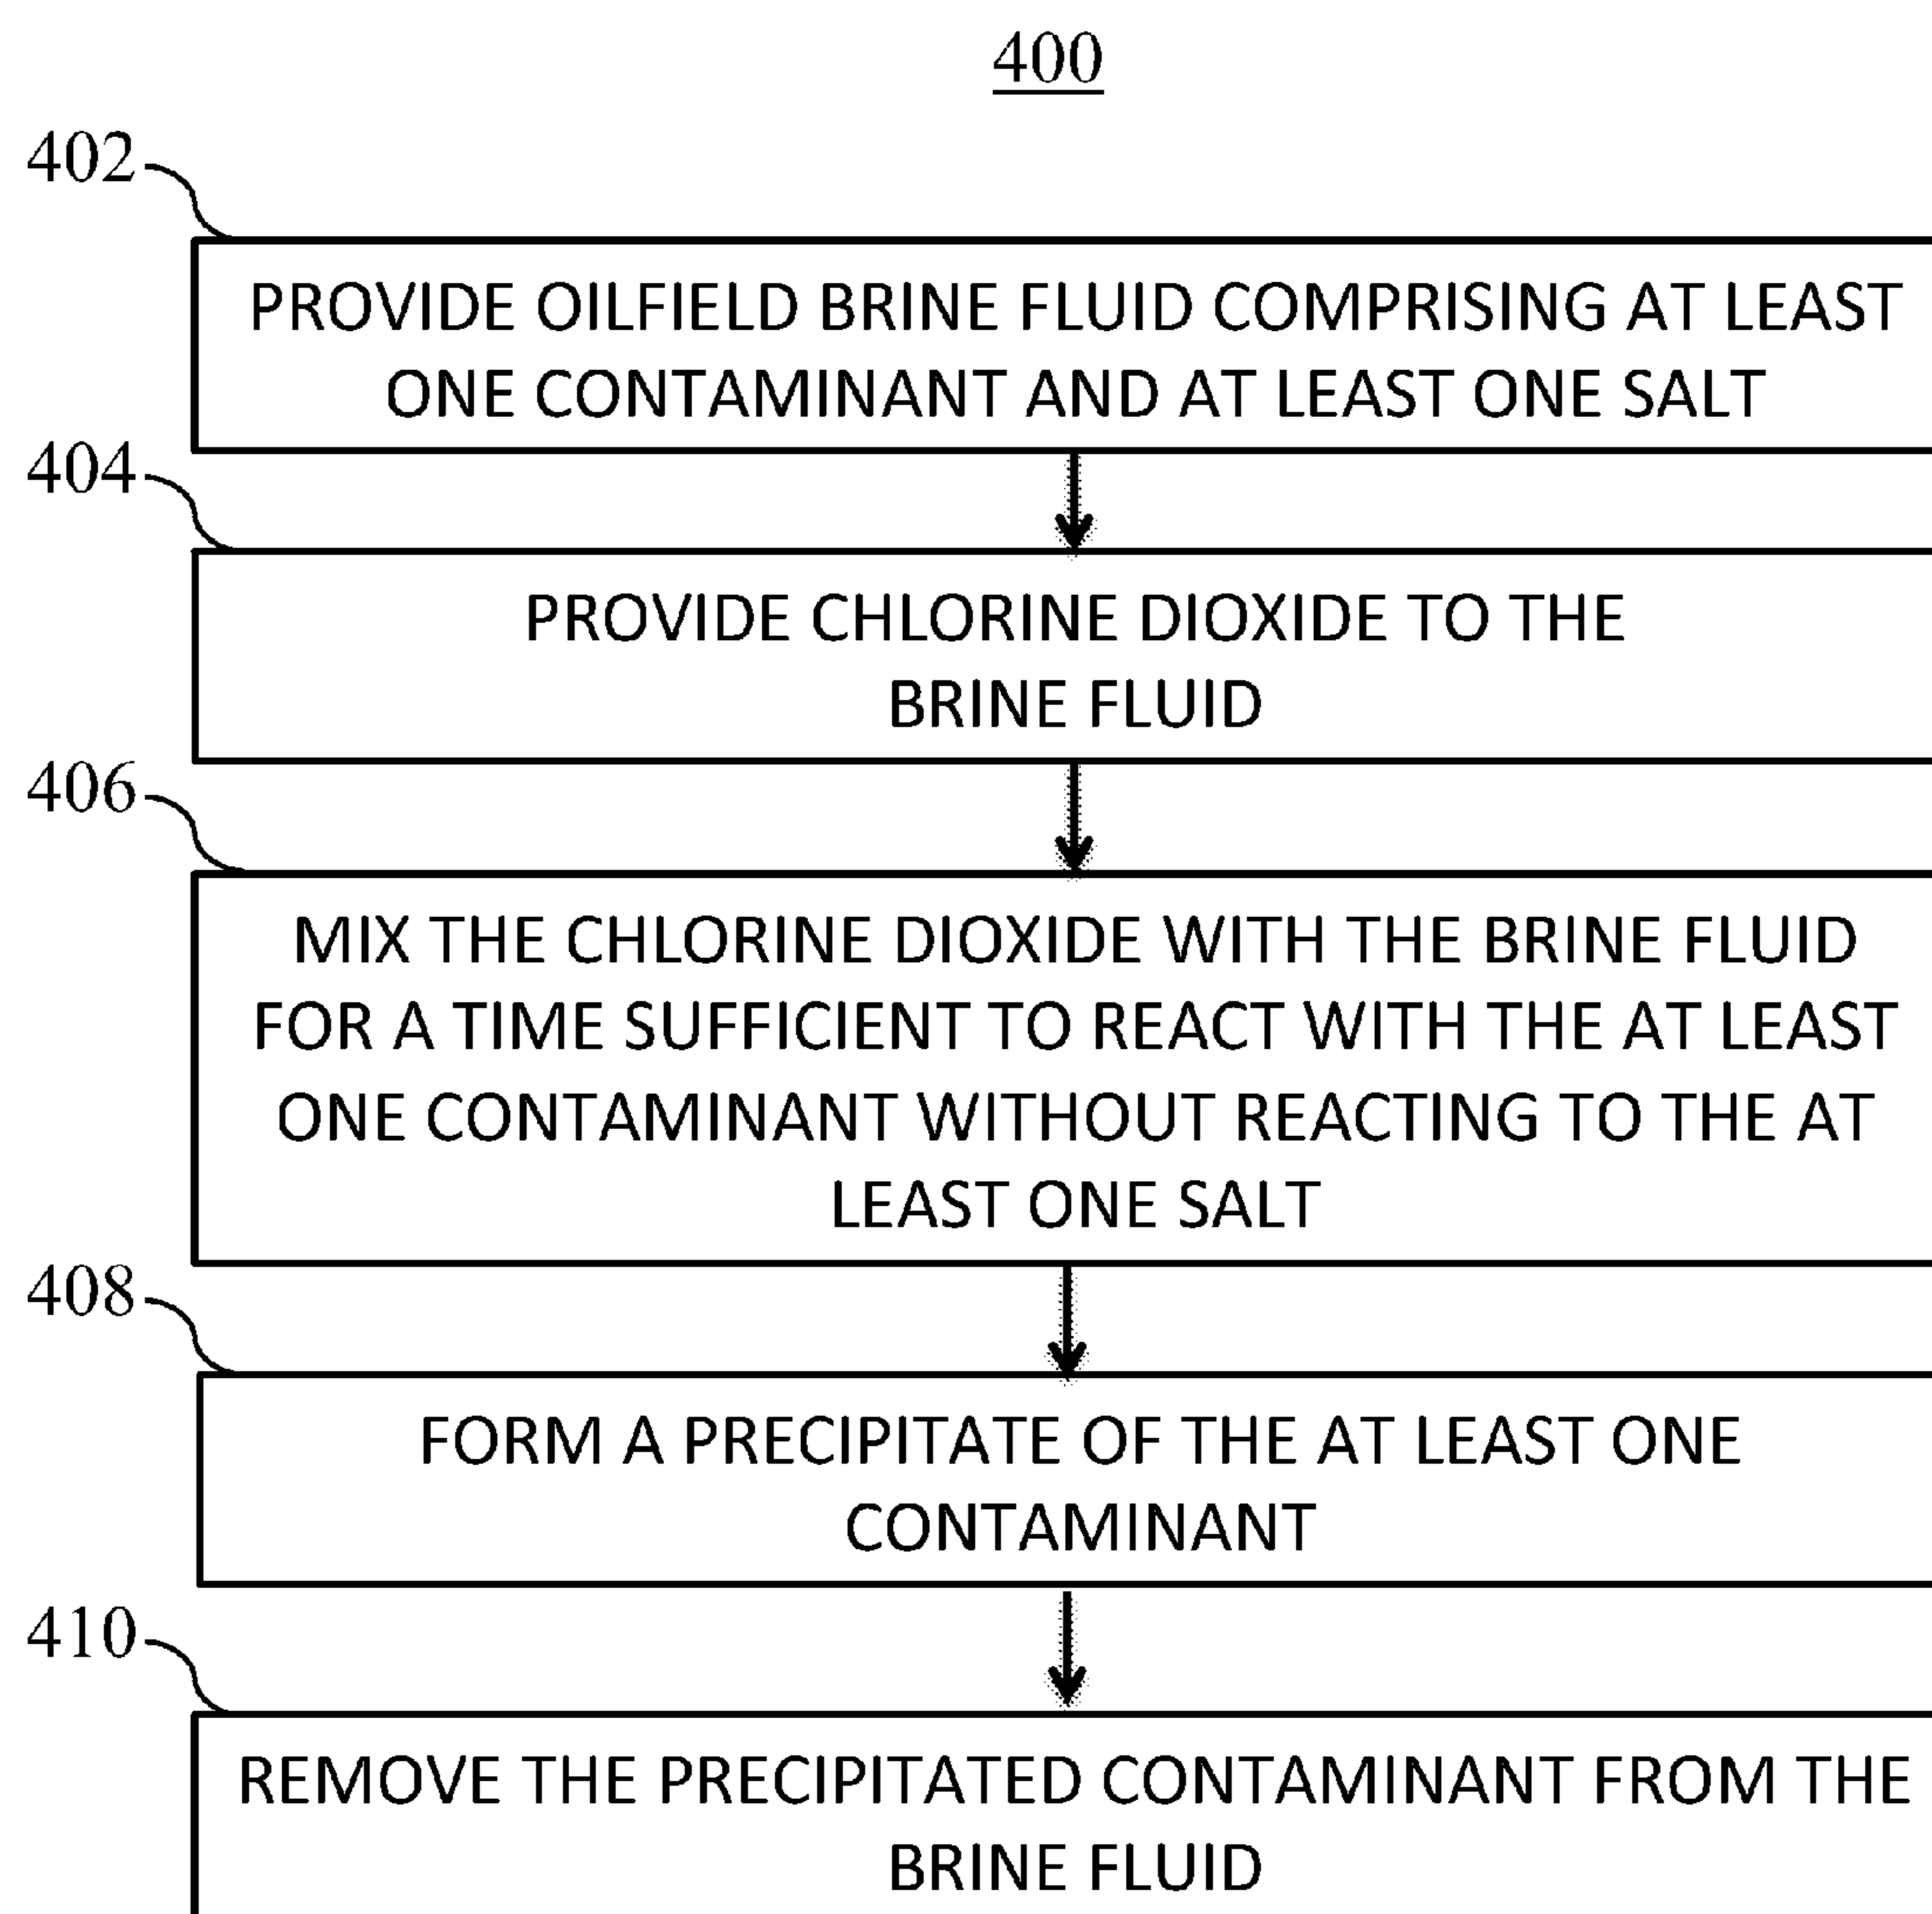 400
402
PROVIDE OILFIELD BRINE FLUID COMPRISING AT LEAST
ONE CONTAMINANT AND AT LEAST ONE SALT
404
PROVIDE CHLORINE DIOXIDE TO THE
BRINE FLUID
406
MIX THE CHLORINE DIOXIDE WITH THE BRINE FLUID
FOR A TIME SUFFICIENT TO REACT WITH THE AT LEAST
ONE CONTAMINANT WITHOUT REACTING TO THE AT
LEAST ONE SALT
408
FORM A PRECIPITATE OF THE AT LEAST ONE
CONTAMINANT
410
REMOVE THE PRECIPITATED CONTAMINANT FROM THE
BRINE FLUID